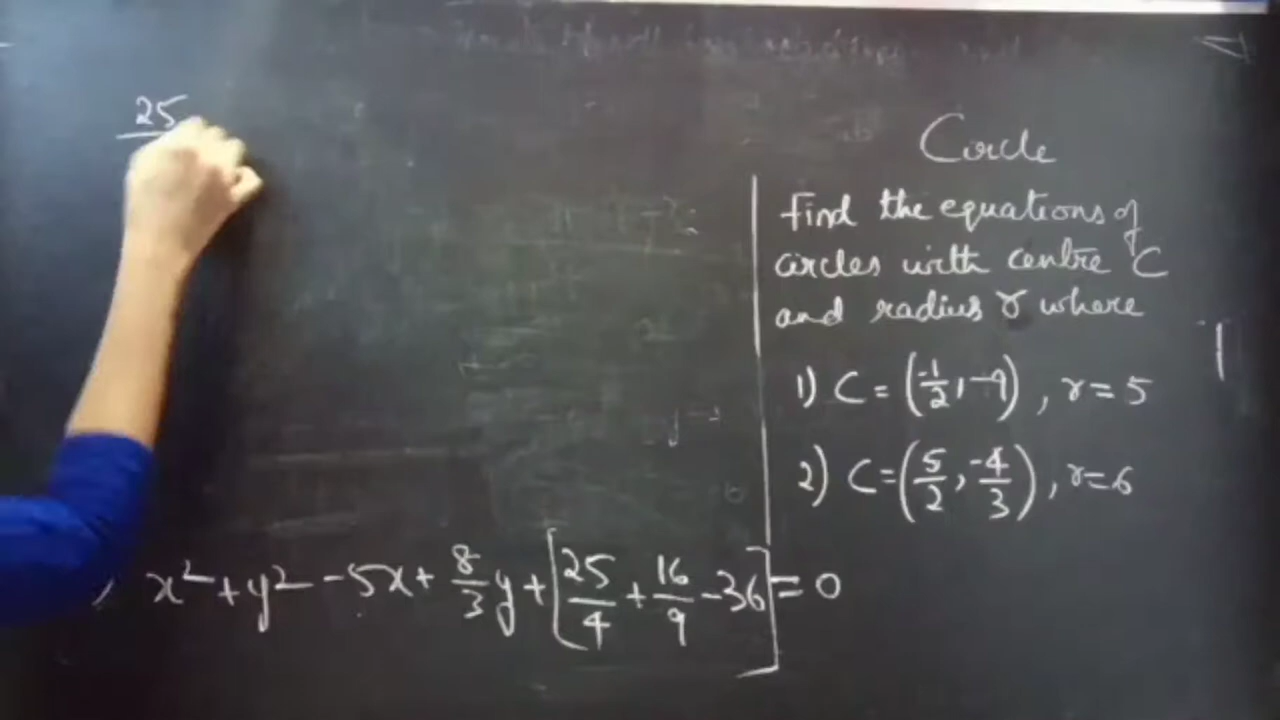 25
Circle
Find the equations of
circles with centre C
and radius r where
1) C = (-1/2, -9), r = 5
2) C = (5/2, -4/3), r = 6
x² + y² - 5x + 8/3 y + [25/4 + 16/9 - 36] = 0